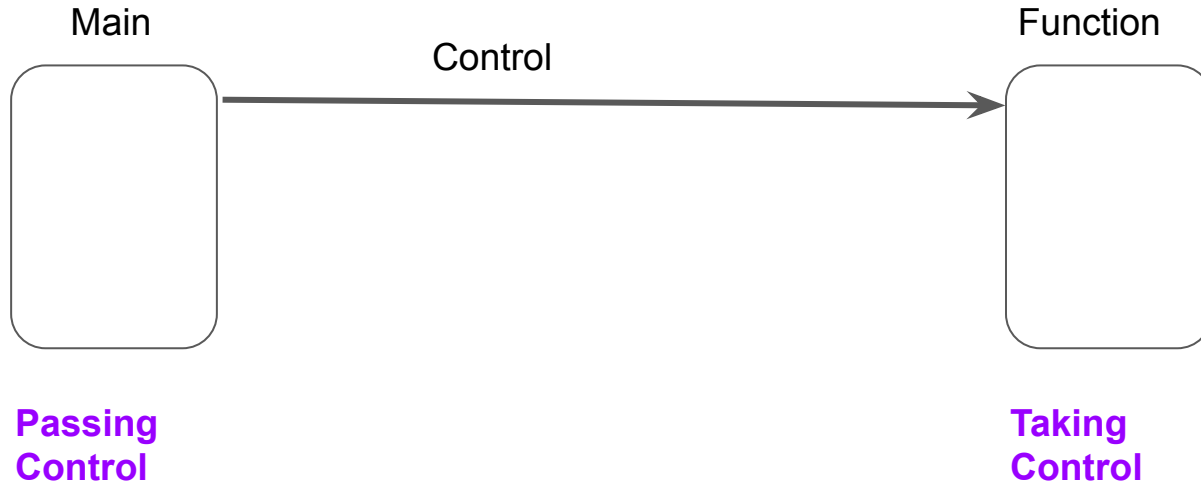 Main
Function
Control
Passing
Control
Taking
Control